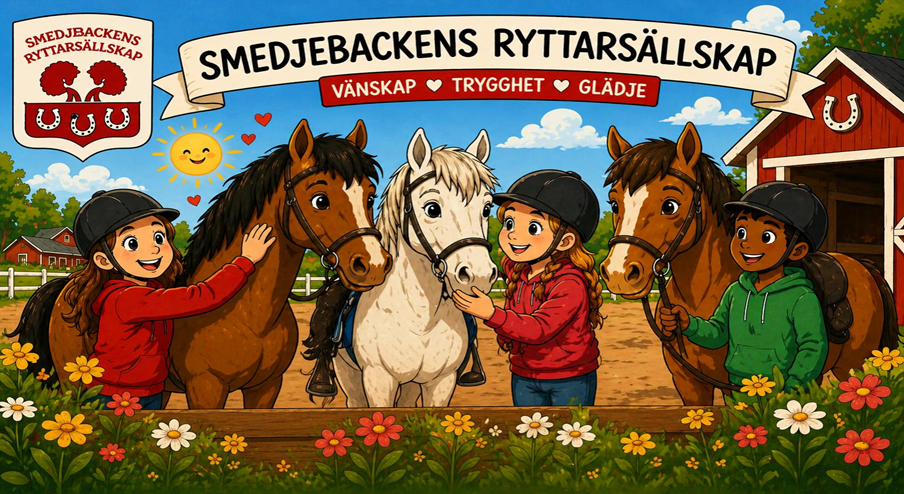 SMEDJEBACKENS
RYTTARSÄLLSKAP
SMEDJEBACKENS RYTTARSÄLLSKAP
VÄNSKAP ♥ TRYGGHET ♥ GLÄDJE